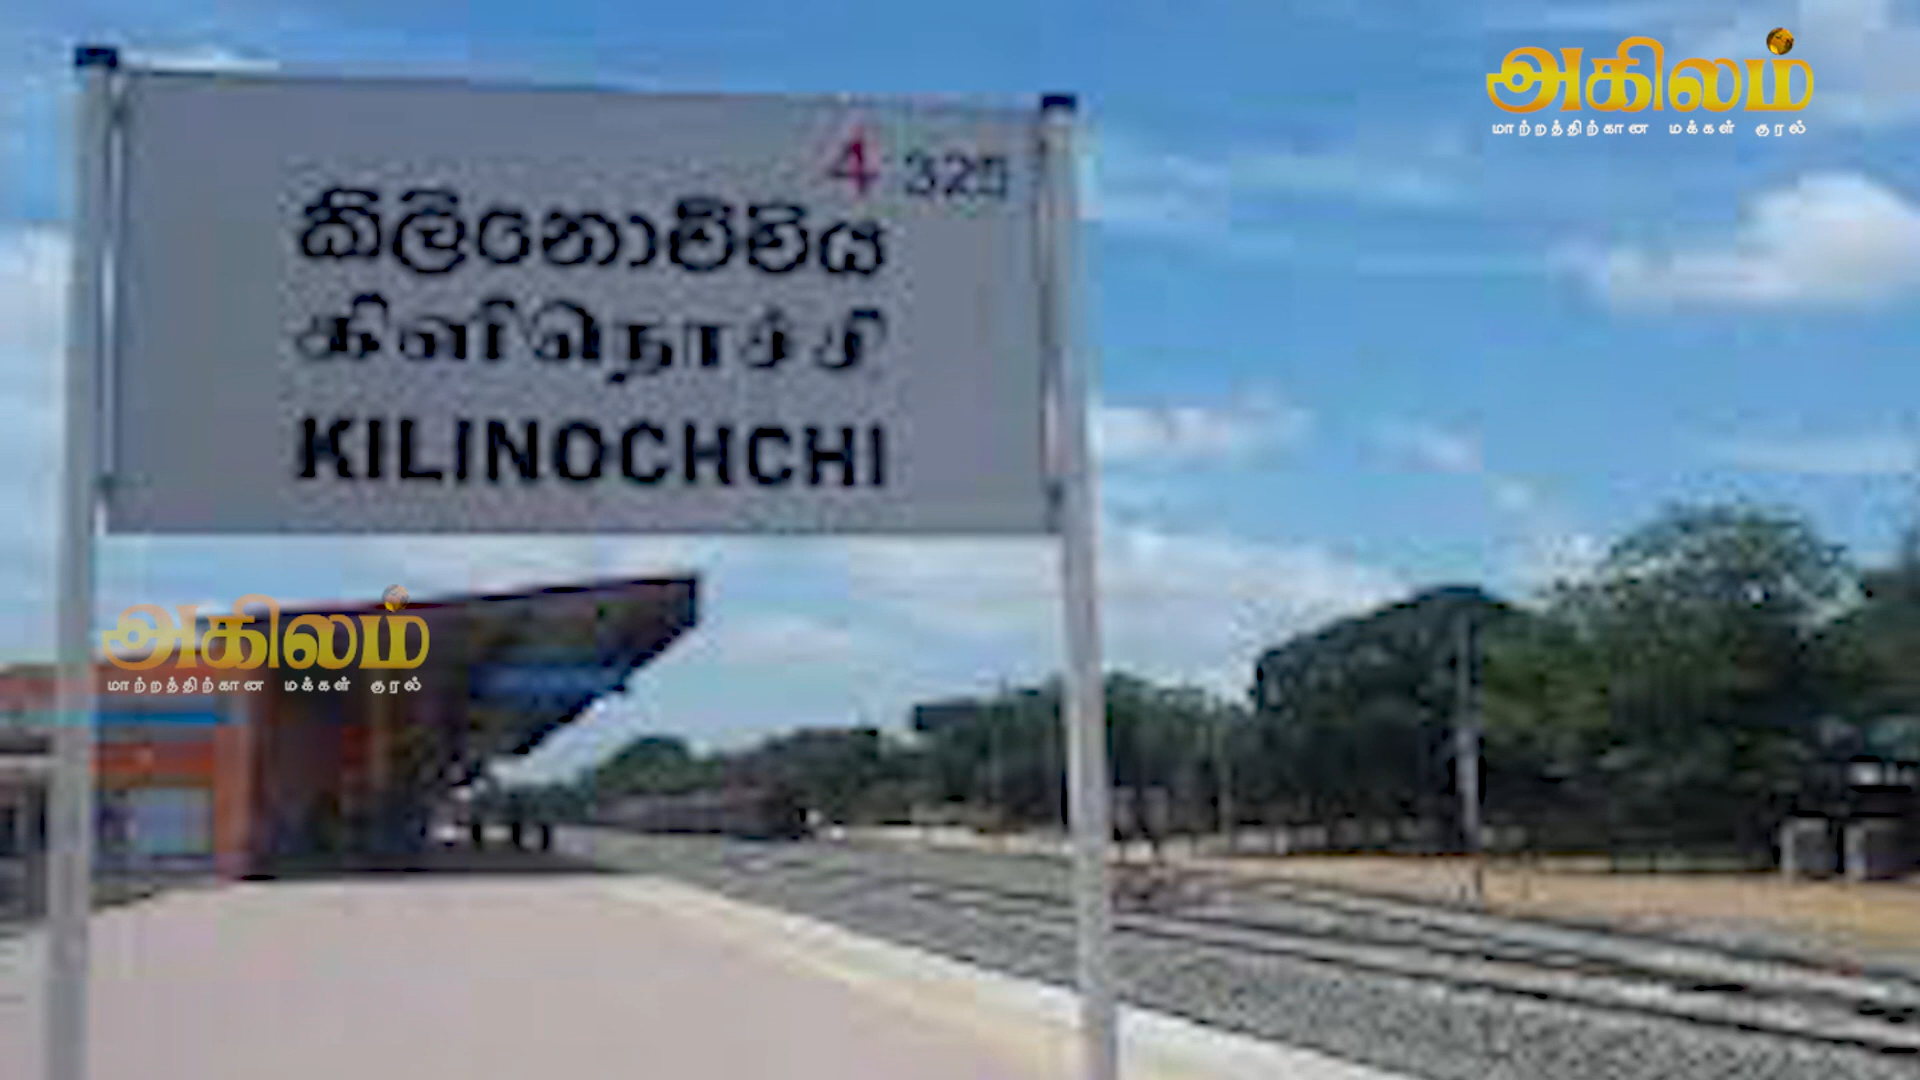 4 325
කිලිනොච්චිය
கிளிநொச்சி
KILINOCHCHI
அகிலம்
மாற்றத்திற்கான மக்கள் குரல்
அகிலம்
மாற்றத்திற்கான மக்கள் குரல்